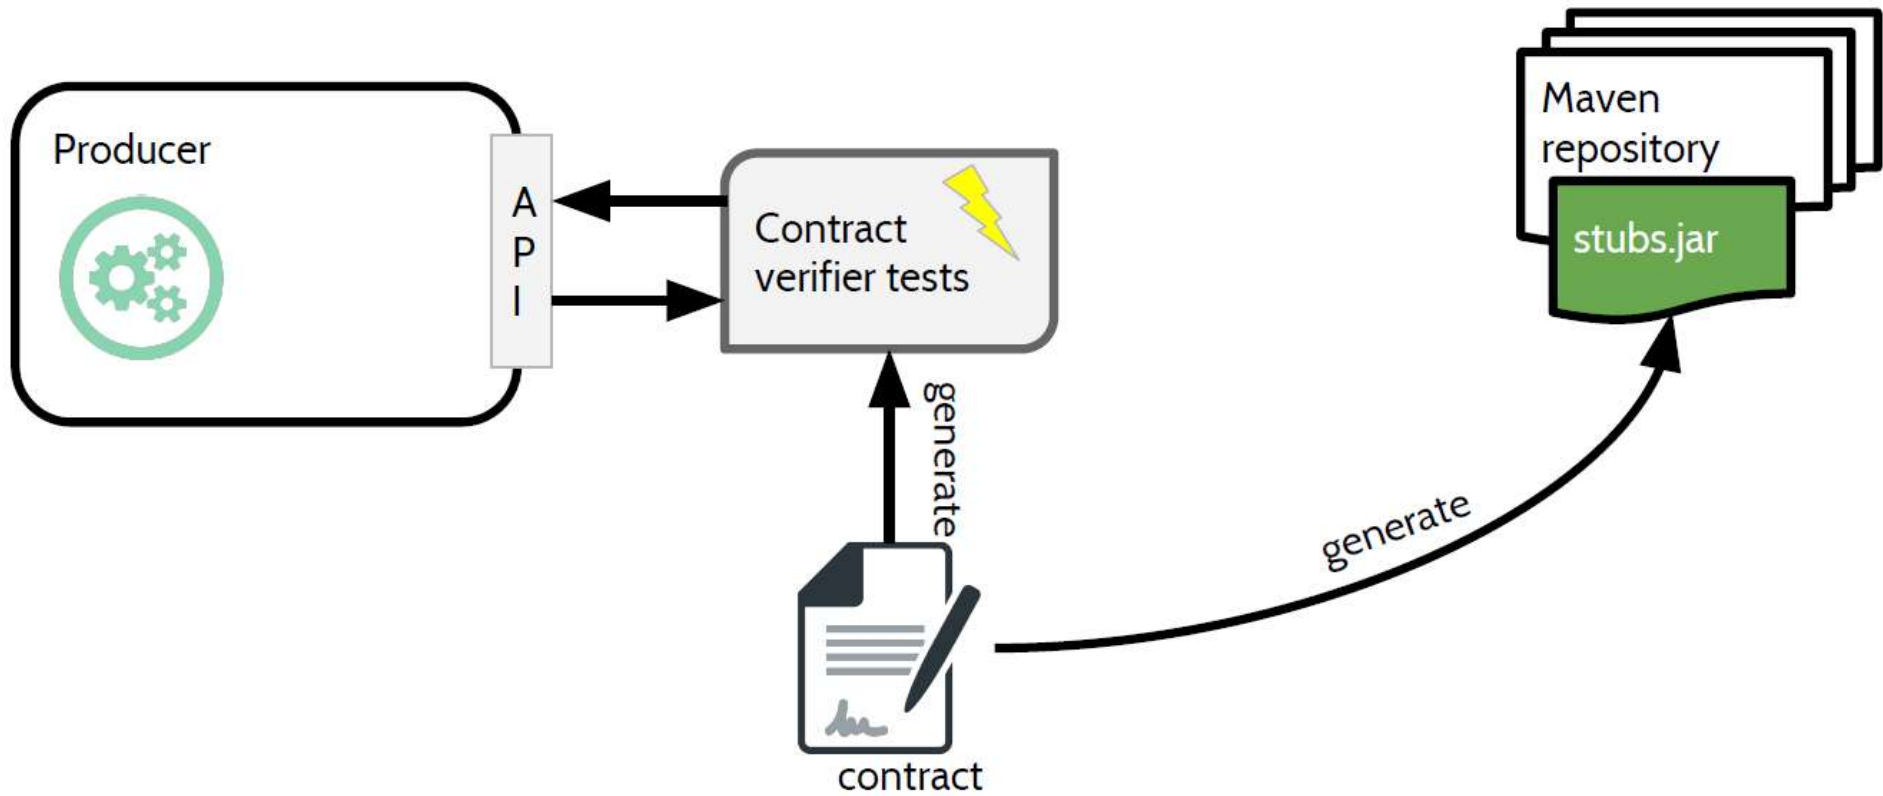 Producer
A
P
I
Contract
verifier tests
Maven
repository
stubs.jar
generate
generate
contract